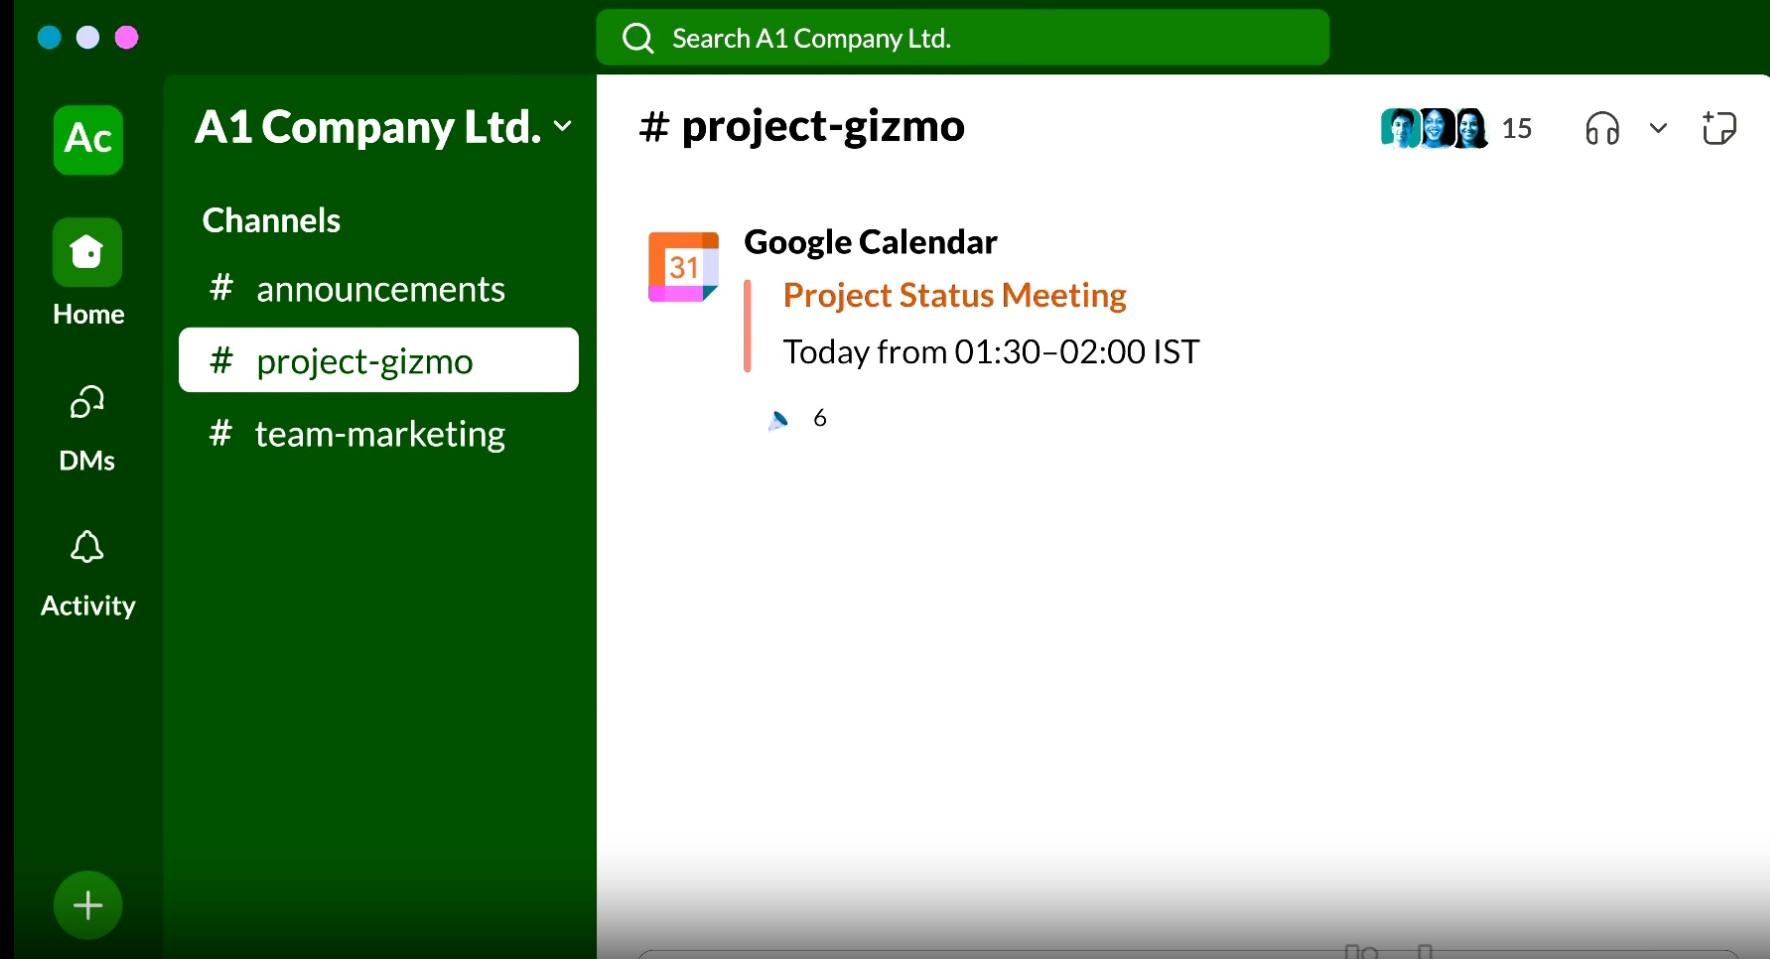 Search A1 Company Ltd.
Ac
A1 Company Ltd.
# project-gizmo
15
Channels
Home
# announcements
# project-gizmo
# team-marketing
DMs
Activity
31
Google Calendar
Project Status Meeting
Today from 01:30–02:00 IST
6